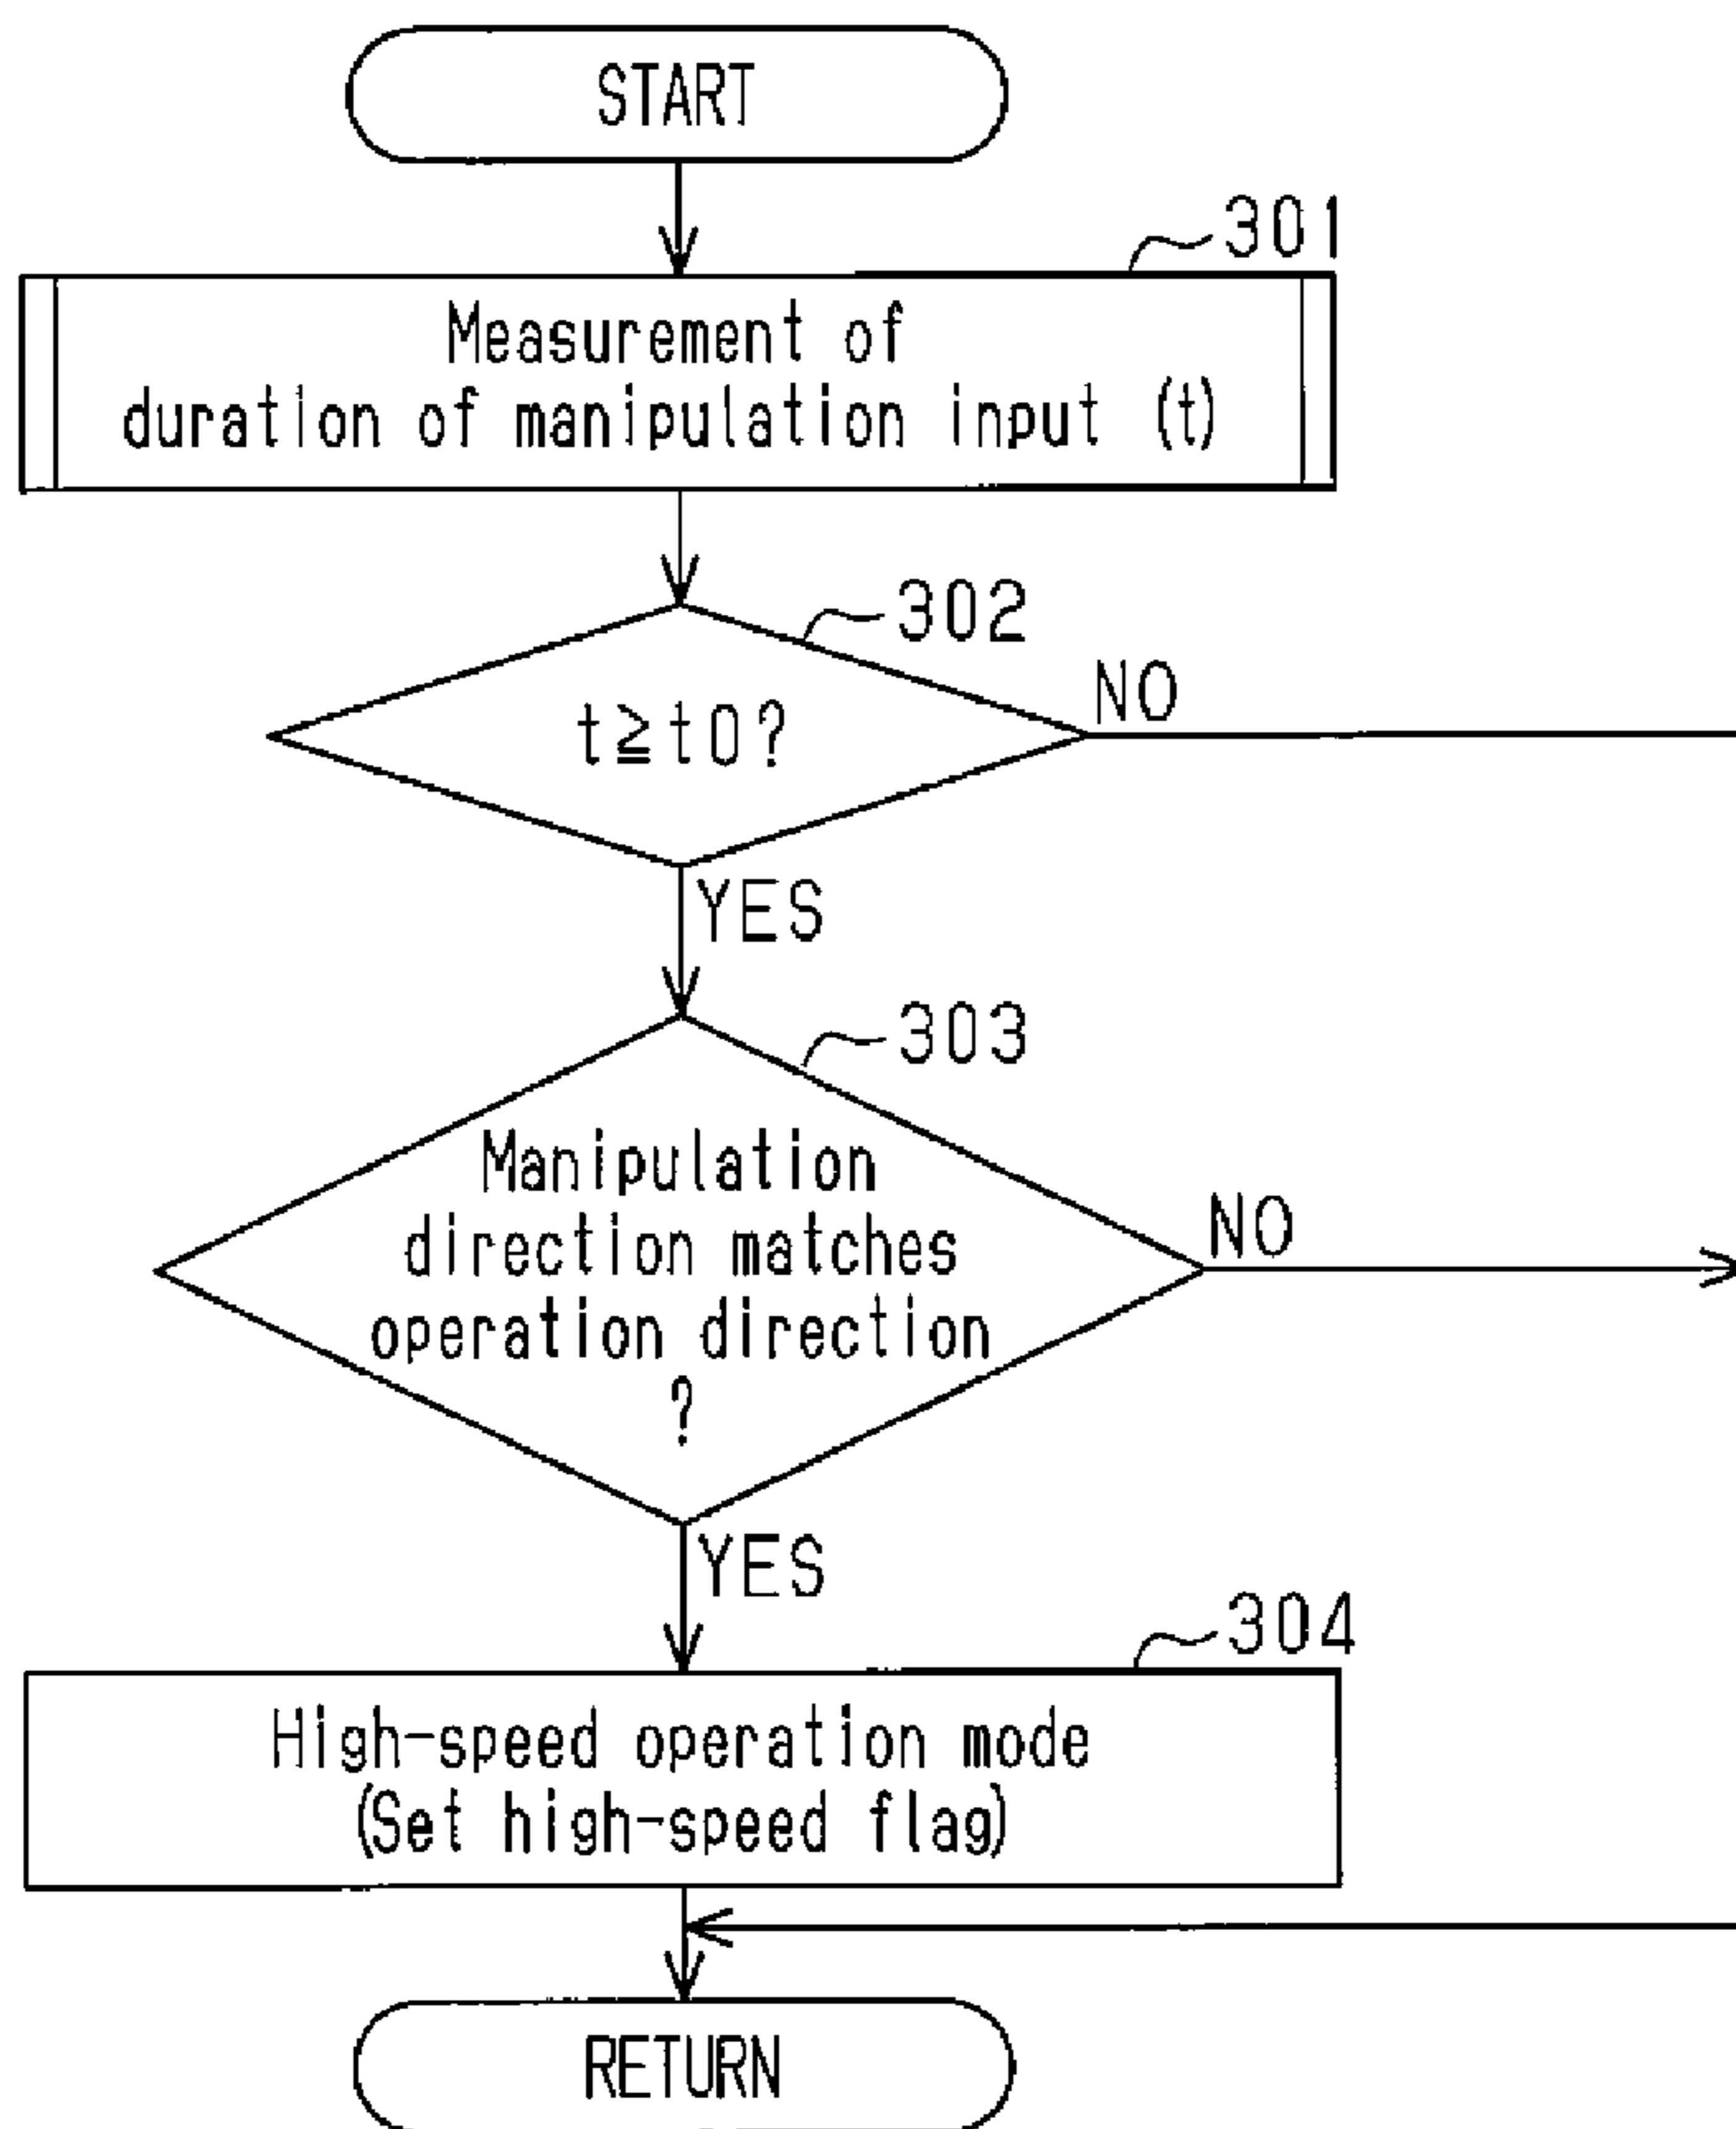 START
301
Measurement of
duration of manipulation input (t)
302
t≧t0?
NO
YES
303
Manipulation
direction matches
operation direction
?
NO
YES
304
High-speed operation mode
(Set high-speed flag)
RETURN